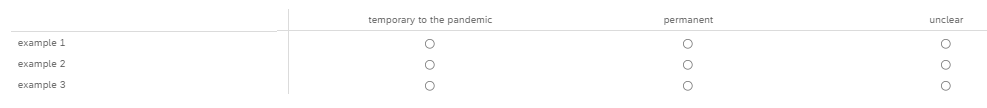 temporary to the pandemic permanent unclear
example 1
example 2
example 3